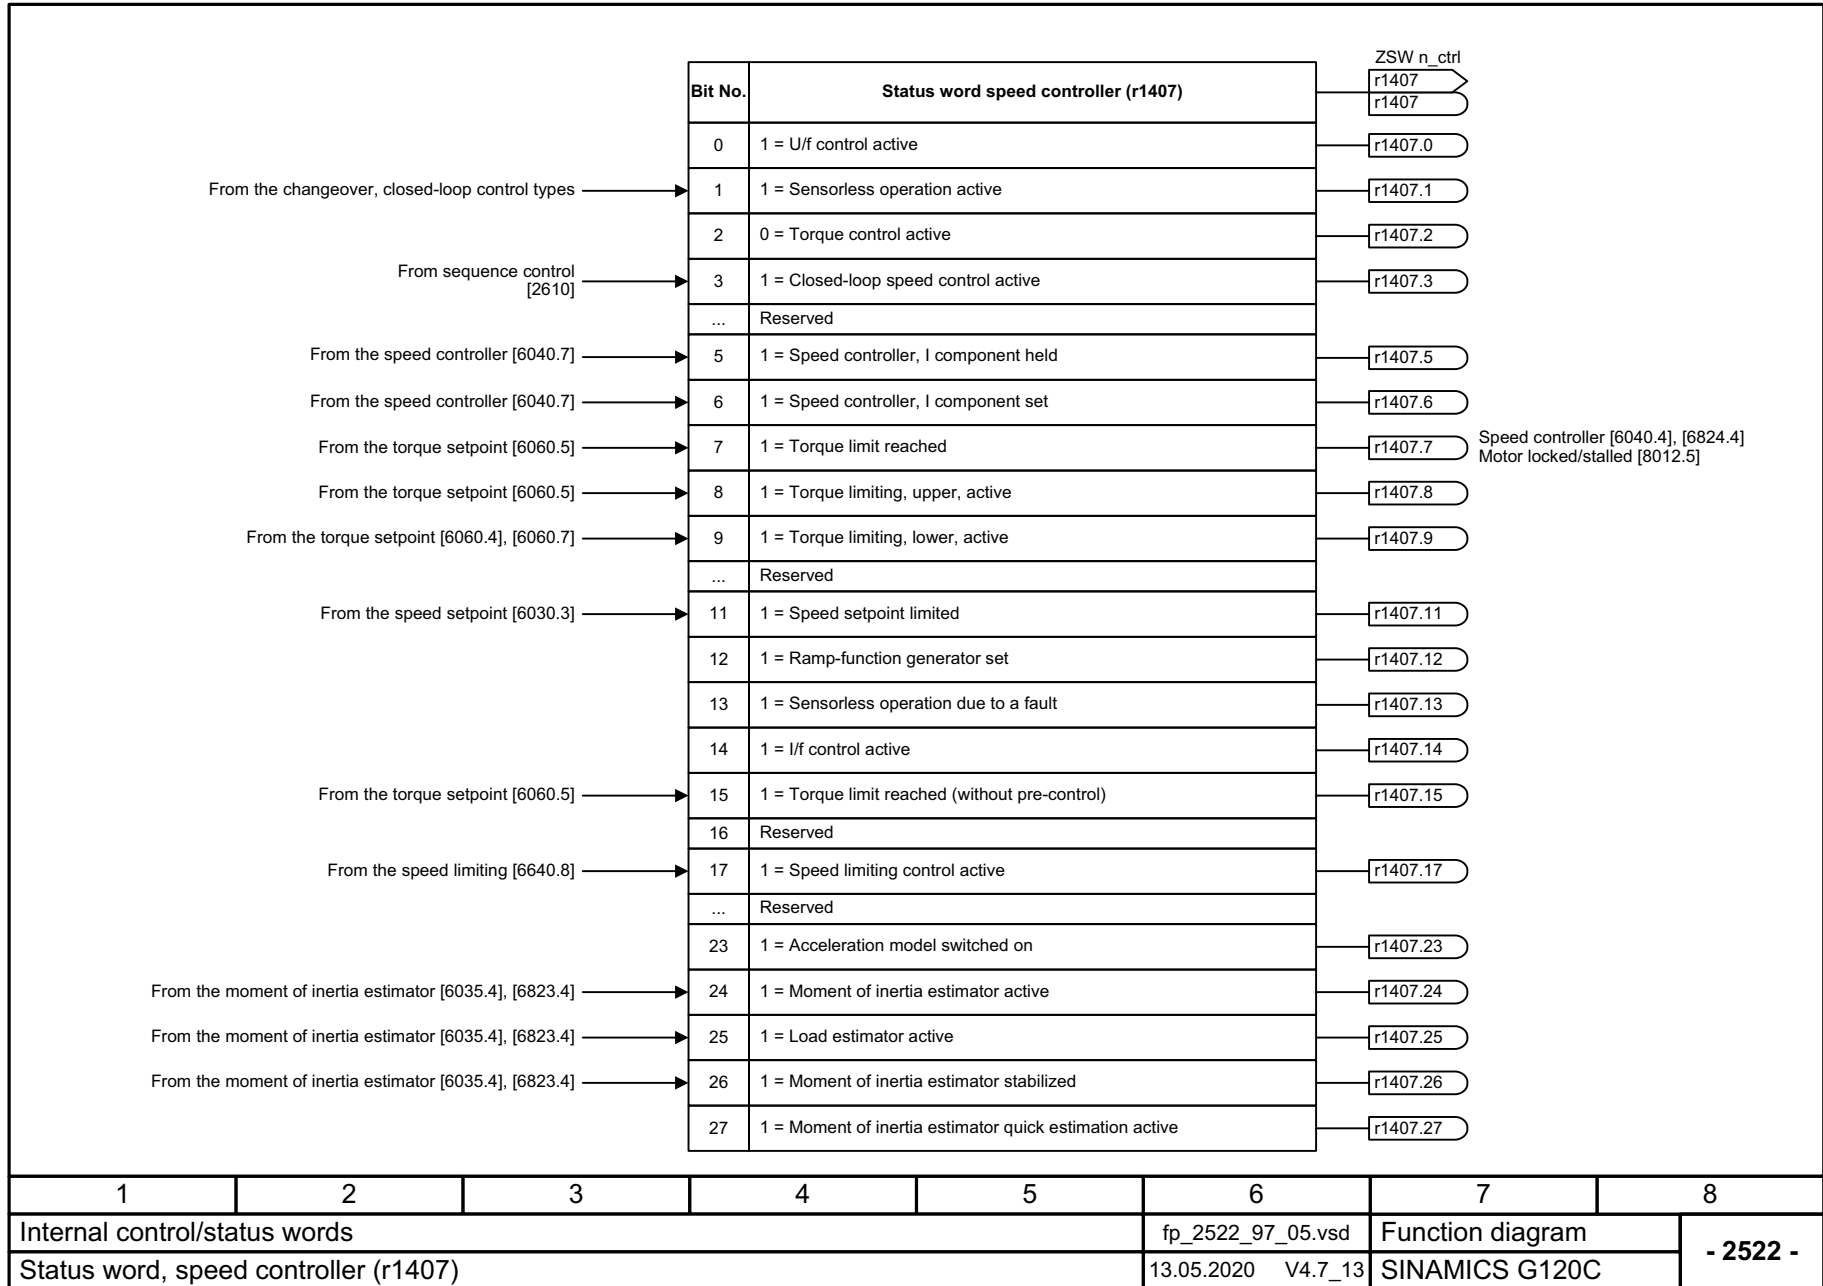 ZSW n_ctrl
Bit No. Status word speed controller (r1407) r1407
r1407
0 1 = U/f control active r1407.0
From the changeover, closed-loop control types 1 1 = Sensorless operation active r1407.1
2 0 = Torque control active r1407.2
From sequence control
[2610] 3 1 = Closed-loop speed control active r1407.3
... Reserved
From the speed controller [6040.7] 5 1 = Speed controller, I component held r1407.5
From the speed controller [6040.7] 6 1 = Speed controller, I component set r1407.6
From the torque setpoint [6060.5] 7 1 = Torque limit reached r1407.7 Speed controller [6040.4], [6824.4]
Motor locked/stalled [8012.5]
From the torque setpoint [6060.5] 8 1 = Torque limiting, upper, active r1407.8
From the torque setpoint [6060.4], [6060.7] 9 1 = Torque limiting, lower, active r1407.9
... Reserved
From the speed setpoint [6030.3] 11 1 = Speed setpoint limited r1407.11
12 1 = Ramp-function generator set r1407.12
13 1 = Sensorless operation due to a fault r1407.13
14 1 = I/f control active r1407.14
From the torque setpoint [6060.5] 15 1 = Torque limit reached (without pre-control) r1407.15
16 Reserved
From the speed limiting [6640.8] 17 1 = Speed limiting control active r1407.17
... Reserved
23 1 = Acceleration model switched on r1407.23
From the moment of inertia estimator [6035.4], [6823.4] 24 1 = Moment of inertia estimator active r1407.24
From the moment of inertia estimator [6035.4], [6823.4] 25 1 = Load estimator active r1407.25
From the moment of inertia estimator [6035.4], [6823.4] 26 1 = Moment of inertia estimator stabilized r1407.26
27 1 = Moment of inertia estimator quick estimation active r1407.27
1 2 3 4 5 6 7 8
Internal control/status words fp_2522_97_05.vsd Function diagram - 2522 -
Status word, speed controller (r1407) 13.05.2020 V4.7_13 SINAMICS G120C